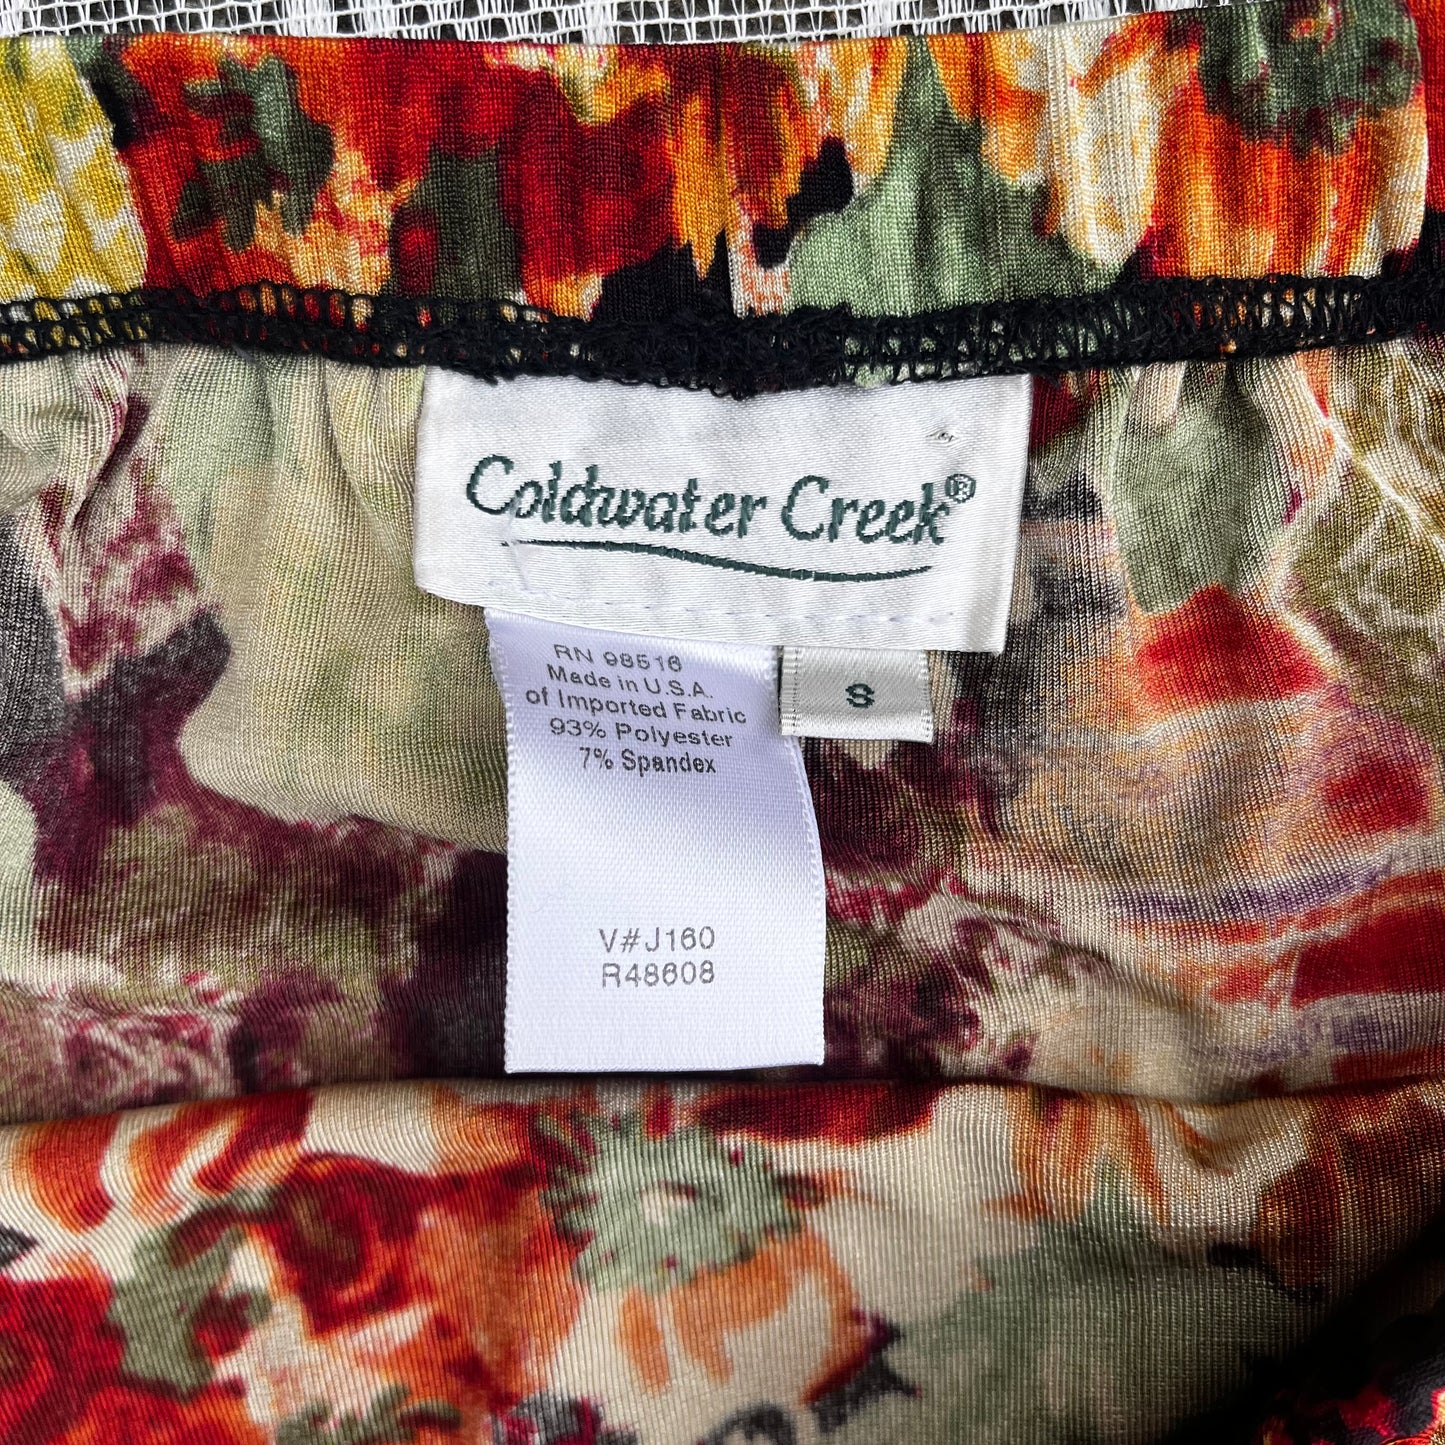 Coldwater Creek®
S
RN 98516
Made in U.S.A.
of Imported Fabric
93% Polyester
7% Spandex
V#J160
R48608